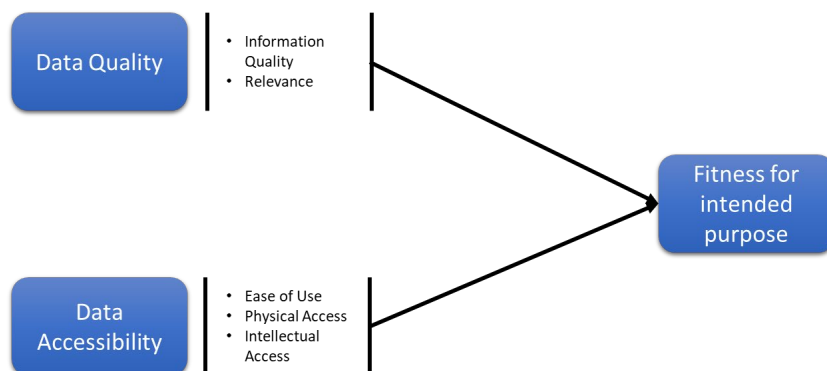 Data Quality
• Information
Quality
• Relevance
Fitness for
intended
purpose
Data
Accessibility
• Ease of Use
• Physical Access
• Intellectual
Access